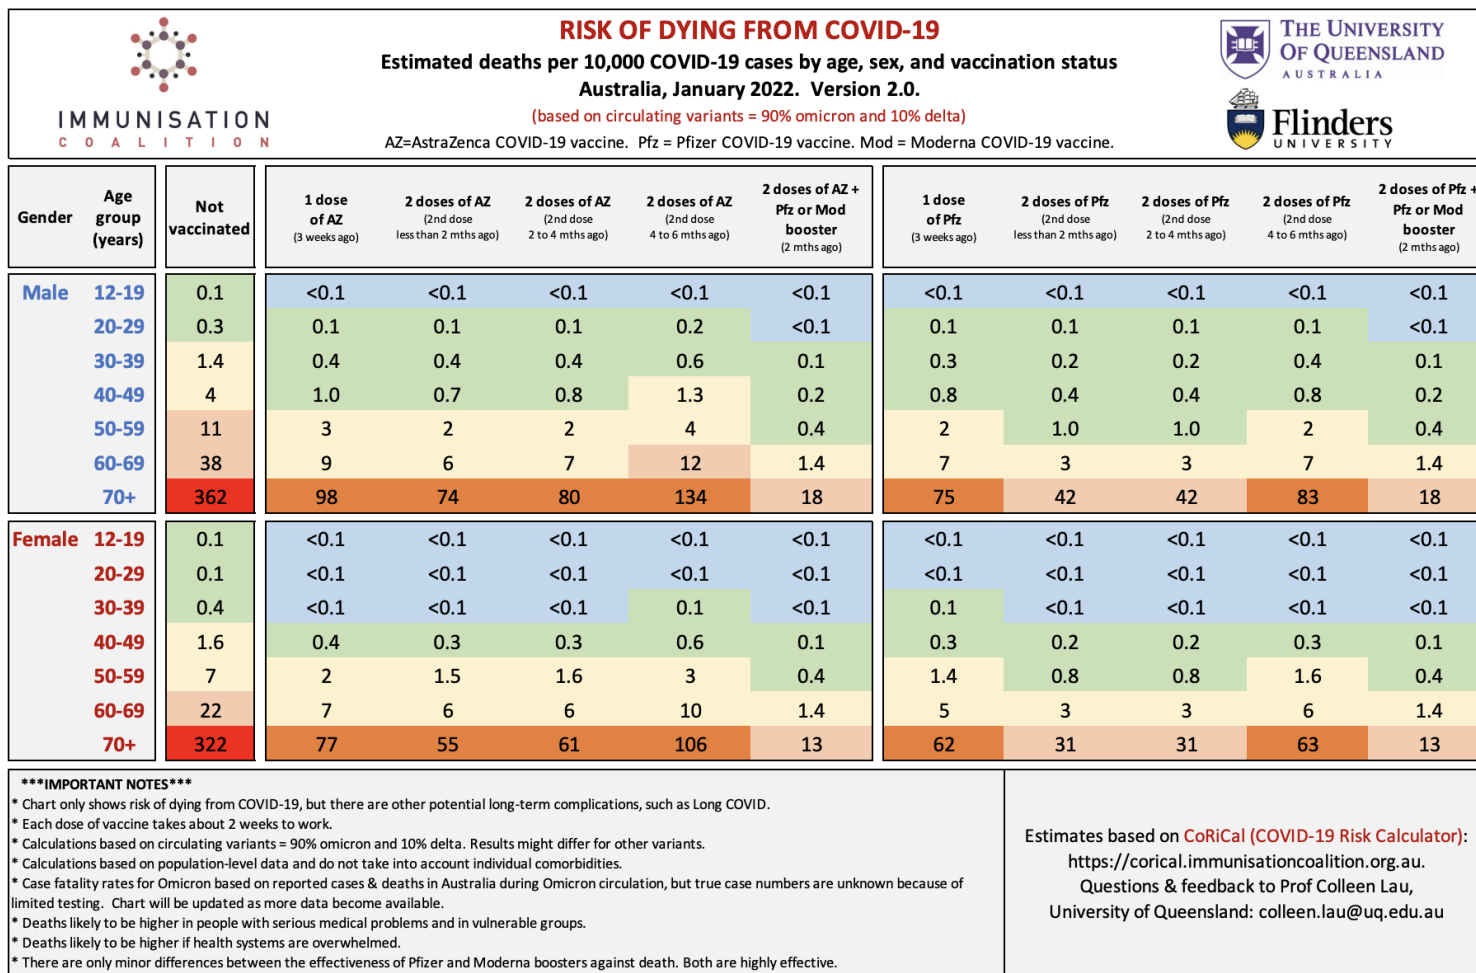 IMMUNISATION
COALITION
RISK OF DYING FROM COVID-19
Estimated deaths per 10,000 COVID-19 cases by age, sex, and vaccination status
Australia, January 2022.  Version 2.0.
(based on circulating variants = 90% omicron and 10% delta)
AZ=AstraZenca COVID-19 vaccine.  Pfz = Pfizer COVID-19 vaccine. Mod = Moderna COVID-19 vaccine.
THE UNIVERSITY
OF QUEENSLAND
AUSTRALIA
Flinders
UNIVERSITY
Gender
Age
group
(years)
Not
vaccinated
1 dose
of AZ
(3 weeks ago)
2 doses of AZ
(2nd dose
less than 2 mths ago)
2 doses of AZ
(2nd dose
2 to 4 mths ago)
2 doses of AZ
(2nd dose
4 to 6 mths ago)
2 doses of AZ +
Pfz or Mod
booster
(2 mths ago)
1 dose
of Pfz
(3 weeks ago)
2 doses of Pfz
(2nd dose
less than 2 mths ago)
2 doses of Pfz
(2nd dose
2 to 4 mths ago)
2 doses of Pfz
(2nd dose
4 to 6 mths ago)
2 doses of Pfz +
Pfz or Mod
booster
(2 mths ago)
Male 12-19 0.1 <0.1 <0.1 <0.1 <0.1 <0.1 <0.1 <0.1 <0.1 <0.1 <0.1
20-29 0.3 0.1 0.1 0.1 0.2 <0.1 0.1 0.1 0.1 0.1 <0.1
30-39 1.4 0.4 0.4 0.4 0.6 0.1 0.3 0.2 0.2 0.4 0.1
40-49 4 1.0 0.7 0.8 1.3 0.2 0.8 0.4 0.4 0.8 0.2
50-59 11 3 2 2 4 0.4 2 1.0 1.0 2 0.4
60-69 38 9 6 7 12 1.4 7 3 3 7 1.4
70+ 362 98 74 80 134 18 75 42 42 83 18
Female 12-19 0.1 <0.1 <0.1 <0.1 <0.1 <0.1 <0.1 <0.1 <0.1 <0.1 <0.1
20-29 0.1 <0.1 <0.1 <0.1 <0.1 <0.1 <0.1 <0.1 <0.1 <0.1 <0.1
30-39 0.4 <0.1 <0.1 <0.1 0.1 <0.1 0.1 <0.1 <0.1 <0.1 <0.1
40-49 1.6 0.4 0.3 0.3 0.6 0.1 0.3 0.2 0.2 0.3 0.1
50-59 7 2 1.5 1.6 3 0.4 1.4 0.8 0.8 1.6 0.4
60-69 22 7 6 6 10 1.4 5 3 3 6 1.4
70+ 322 77 55 61 106 13 62 31 31 63 13
***IMPORTANT NOTES***
* Chart only shows risk of dying from COVID-19, but there are other potential long-term complications, such as Long COVID.
* Each dose of vaccine takes about 2 weeks to work.
* Calculations based on circulating variants = 90% omicron and 10% delta. Results might differ for other variants.
* Calculations based on population-level data and do not take into account individual comorbidities.
* Case fatality rates for Omicron based on reported cases & deaths in Australia during Omicron circulation, but true case numbers are unknown because of
limited testing.  Chart will be updated as more data become available.
* Deaths likely to be higher in people with serious medical problems and in vulnerable groups.
* Deaths likely to be higher if health systems are overwhelmed.
* There are only minor differences between the effectiveness of Pfizer and Moderna boosters against death. Both are highly effective.
Estimates based on CoRiCal (COVID-19 Risk Calculator):
https://corical.immunisationcoalition.org.au.
Questions & feedback to Prof Colleen Lau,
University of Queensland: colleen.lau@uq.edu.au